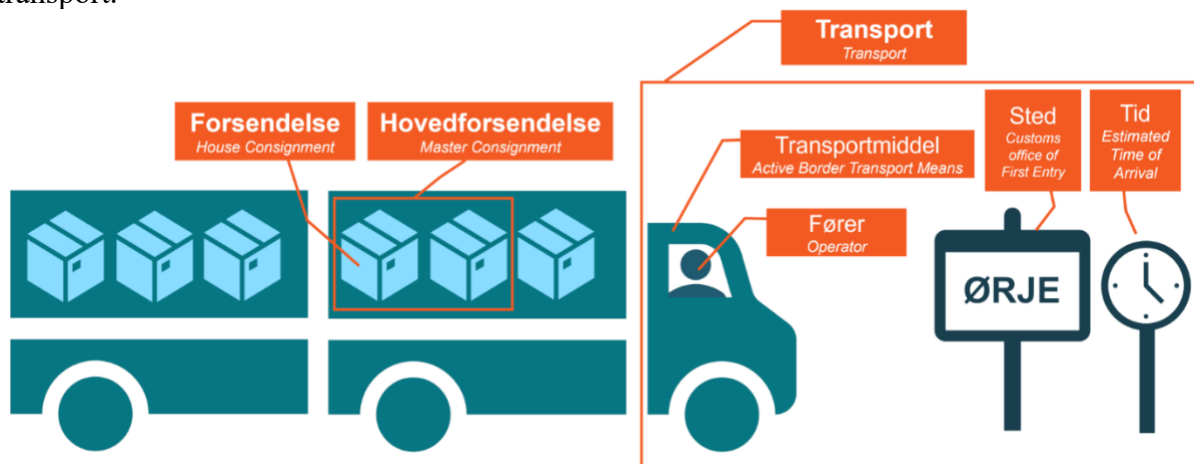 transport.
Transport
Transport
Forsendelse
House Consignment
Hovedforsendelse
Master Consignment
Transportmiddel
Active Border Transport Means
Sted
Customs
office of
First Entry
Tid
Estimated
Time of
Arrival
Fører
Operator
ØRJE